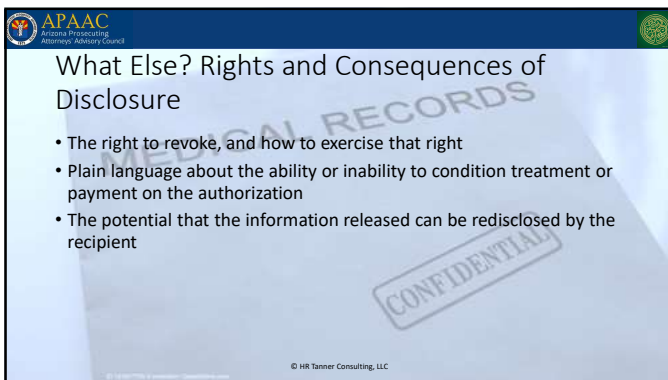 APAAC
Arizona Prosecuting
Attorneys' Advisory Council
What Else? Rights and Consequences of
Disclosure
MEDICAL RECORDS
• The right to revoke, and how to exercise that right
• Plain language about the ability or inability to condition treatment or
payment on the authorization
• The potential that the information released can be redisclosed by the
recipient
CONFIDENTIAL
© HR Tanner Consulting, LLC